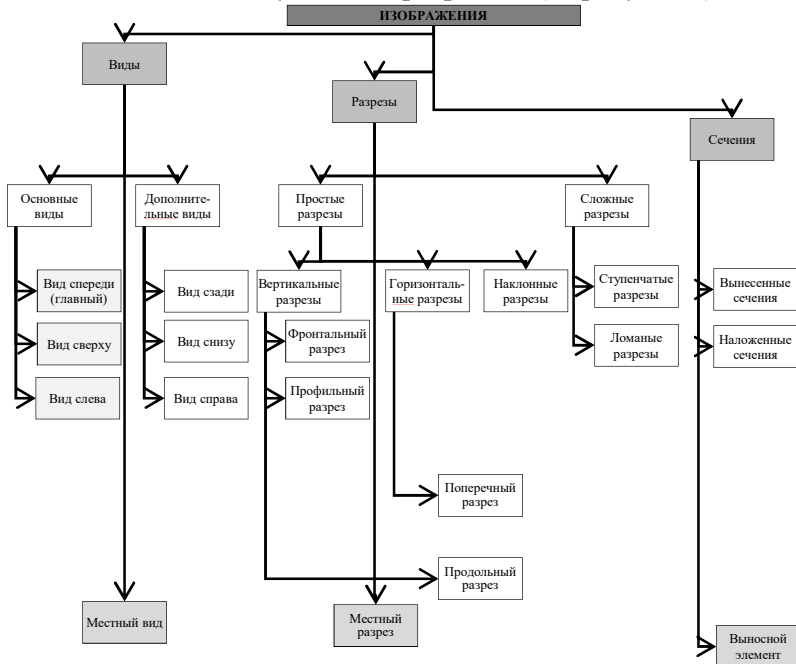 ИЗОБРАЖЕНИЯ
Виды
Разрезы
Сечения
Основные
виды
Дополните-
льные виды
Простые
разрезы
Сложные
разрезы
Вид спереди
(главный)
Вид сзади
Вертикальные
разрезы
Горизонталь-
ные разрезы
Наклонные
разрезы
Ступенчатые
разрезы
Вынесенные
сечения
Вид сверху
Вид снизу
Фронтальный
разрез
Ломаные
разрезы
Наложенные
сечения
Вид слева
Вид справа
Профильный
разрез
Поперечный
разрез
Продольный
разрез
Местный вид
Местный
разрез
Выносной
элемент